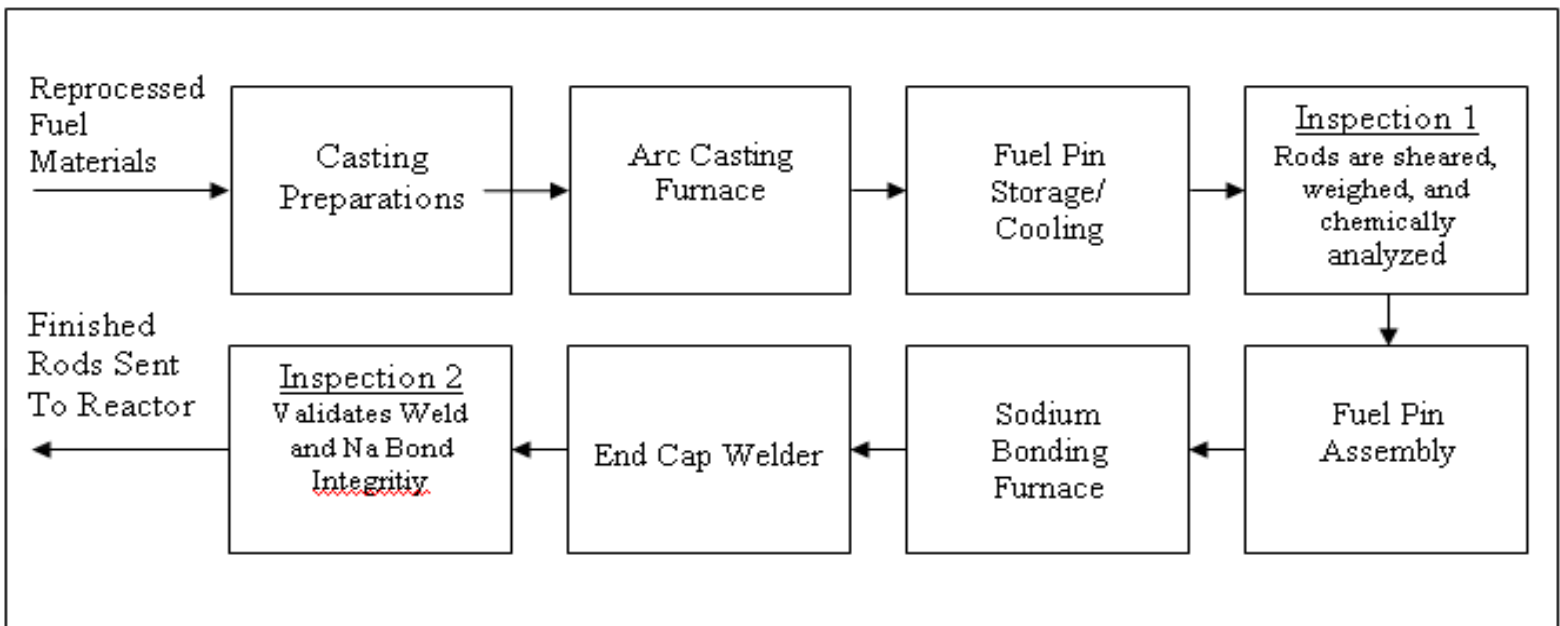 Reprocessed
Fuel
Materials
Casting
Preparations
Arc Casting
Furnace
Fuel Pin
Storage/
Cooling
Inspection 1
Rods are sheared,
weighed, and
chemically
analyzed
Finished
Rods Sent
To Reactor
Inspection 2
Validates Weld
and Na Bond
Integritiy
End Cap Welder
Sodium
Bonding
Furnace
Fuel Pin
Assembly